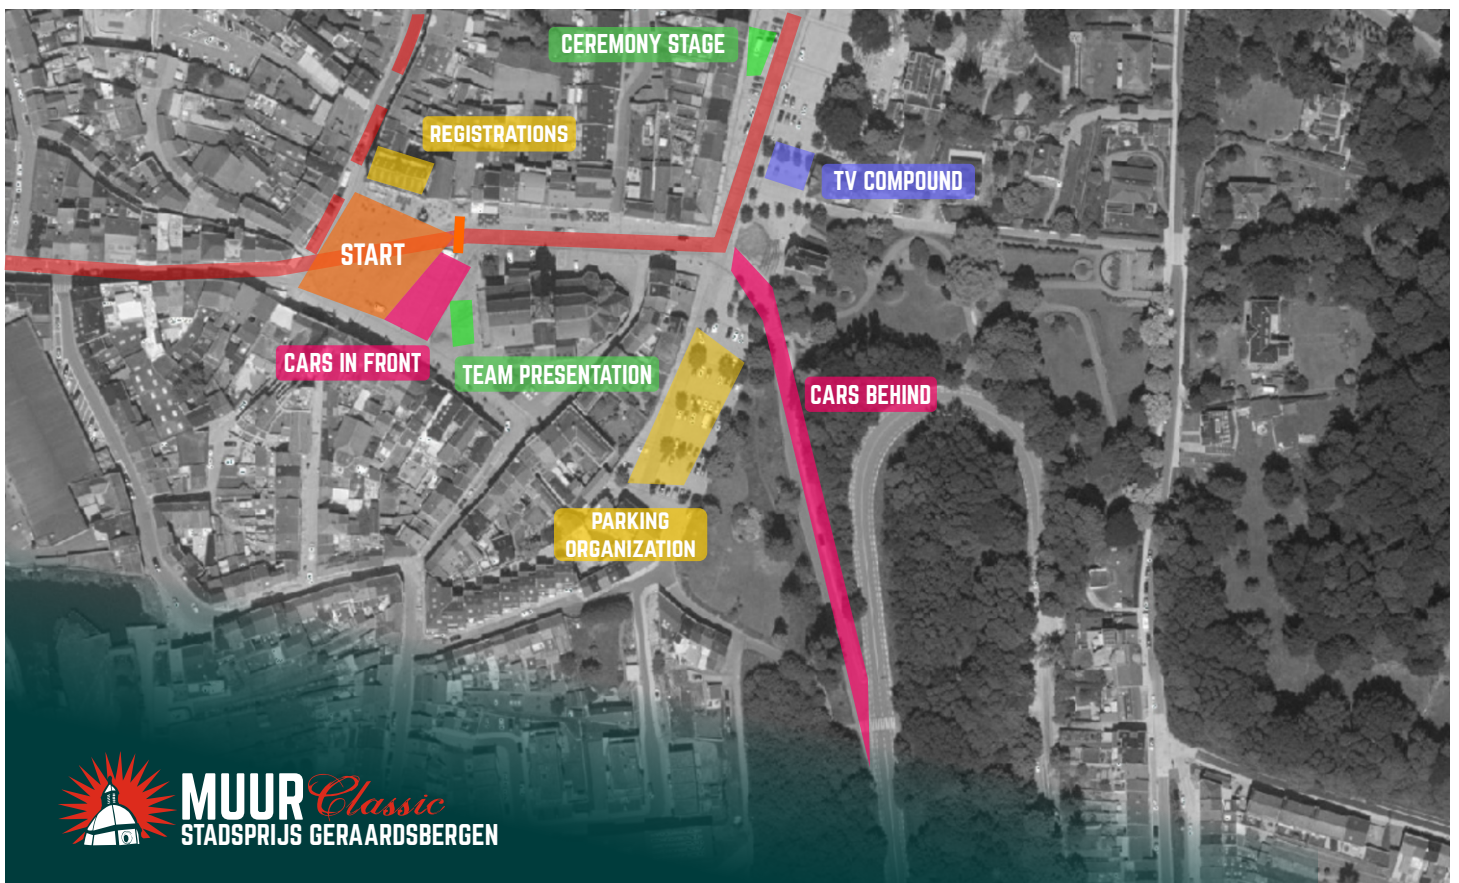 CEREMONY STAGE
REGISTRATIONS
TV COMPOUND
START
CARS IN FRONT
TEAM PRESENTATION
CARS BEHIND
PARKING
ORGANIZATION
MUUR Classic
STADSPRIJS GERAARDSBERGEN